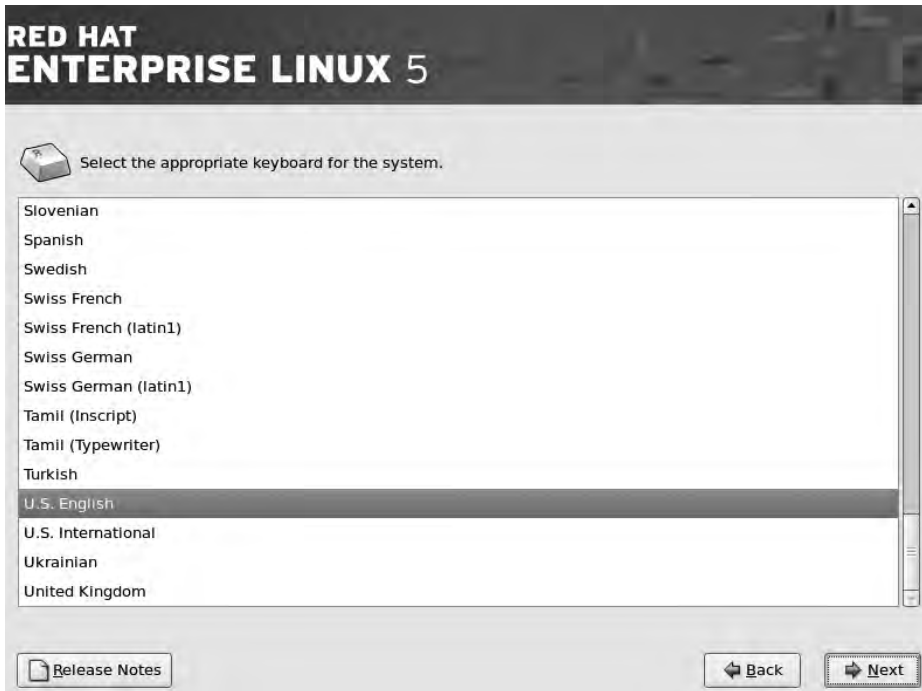 RED HAT
ENTERPRISE LINUX 5
Select the appropriate keyboard for the system.
Slovenian
Spanish
Swedish
Swiss French
Swiss French (latin1)
Swiss German
Swiss German (latin1)
Tamil (Inscript)
Tamil (Typewriter)
Turkish
U.S. English
U.S. International
Ukrainian
United Kingdom
Release Notes
Back
Next